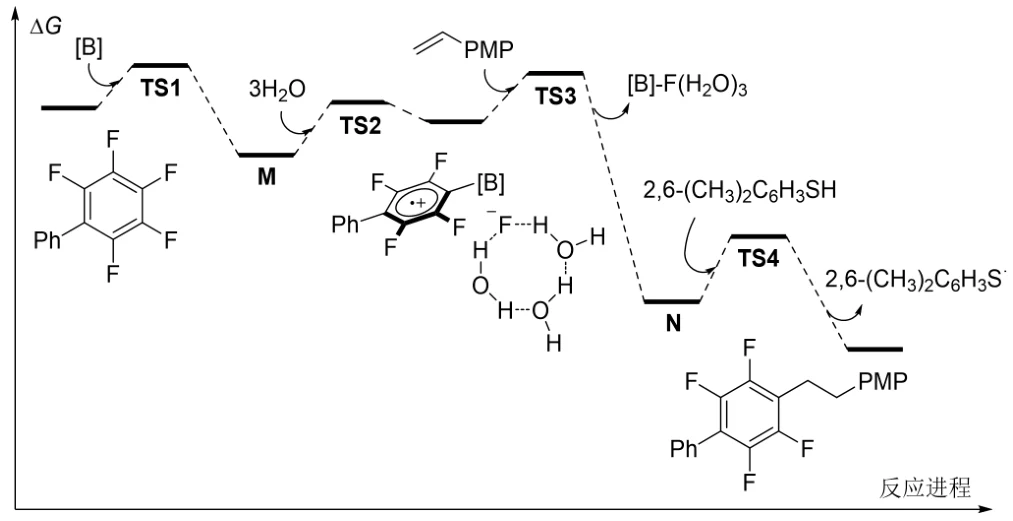 ΔG
[B]
TS1
F
F
F
F
F
Ph
M
3H₂O
TS2
PMP
TS3
[B]-F(H₂O)₃
F
F
[B]
Ph
F
F
•+
⁻F
H
H
O
H
H
O
H
O
H
2,6-(CH₃)₂C₆H₃SH
TS4
N
2,6-(CH₃)₂C₆H₃S·
F
F
PMP
Ph
F
F
反应进程